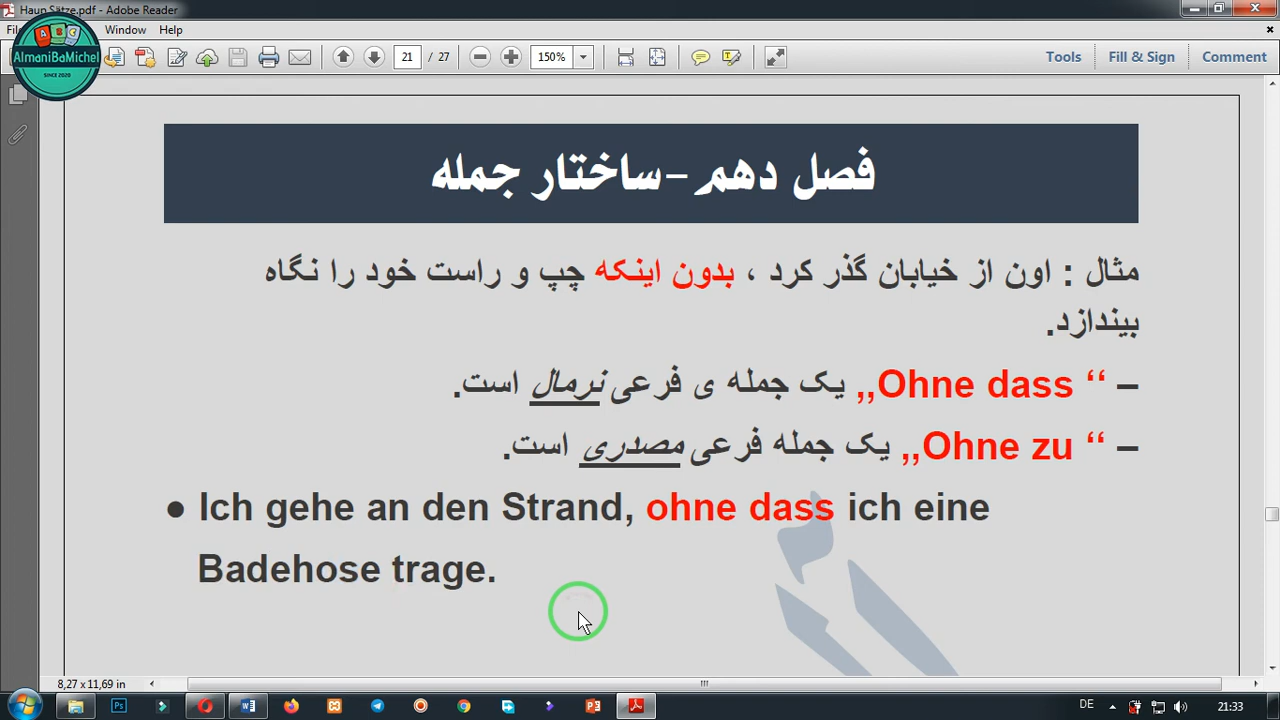 Haup Sätze.pdf - Adobe Reader
Window Help
A B C
AlmaniBaMichel
SINCE 2020
21 / 27 150% Tools Fill & Sign Comment
فصل دهم -ساختار جمله
مثال : اون از خیابان گذر کرد ، بدون اینکه چپ و راست خود را نگاه
بیندازد.
– ‘‘ Ohne dass,, یک جمله ی فرعی نرمال است.
– ‘‘ Ohne zu,, یک جمله فرعی مصدری است.
● Ich gehe an den Strand, ohne dass ich eine
Badehose trage.
8,27 x 11,69 in
DE 21:33